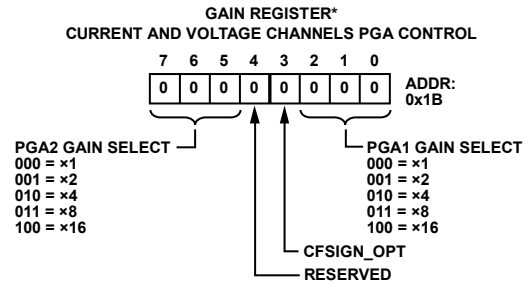 GAIN REGISTER*
CURRENT AND VOLTAGE CHANNELS PGA CONTROL
7 6 5 4 3 2 1 0
0 0 0 0 0 0 0 0
ADDR:
0x1B
PGA2 GAIN SELECT
000 = ×1
001 = ×2
010 = ×4
011 = ×8
100 = ×16
PGA1 GAIN SELECT
000 = ×1
001 = ×2
010 = ×4
011 = ×8
100 = ×16
CFSIGN_OPT
RESERVED